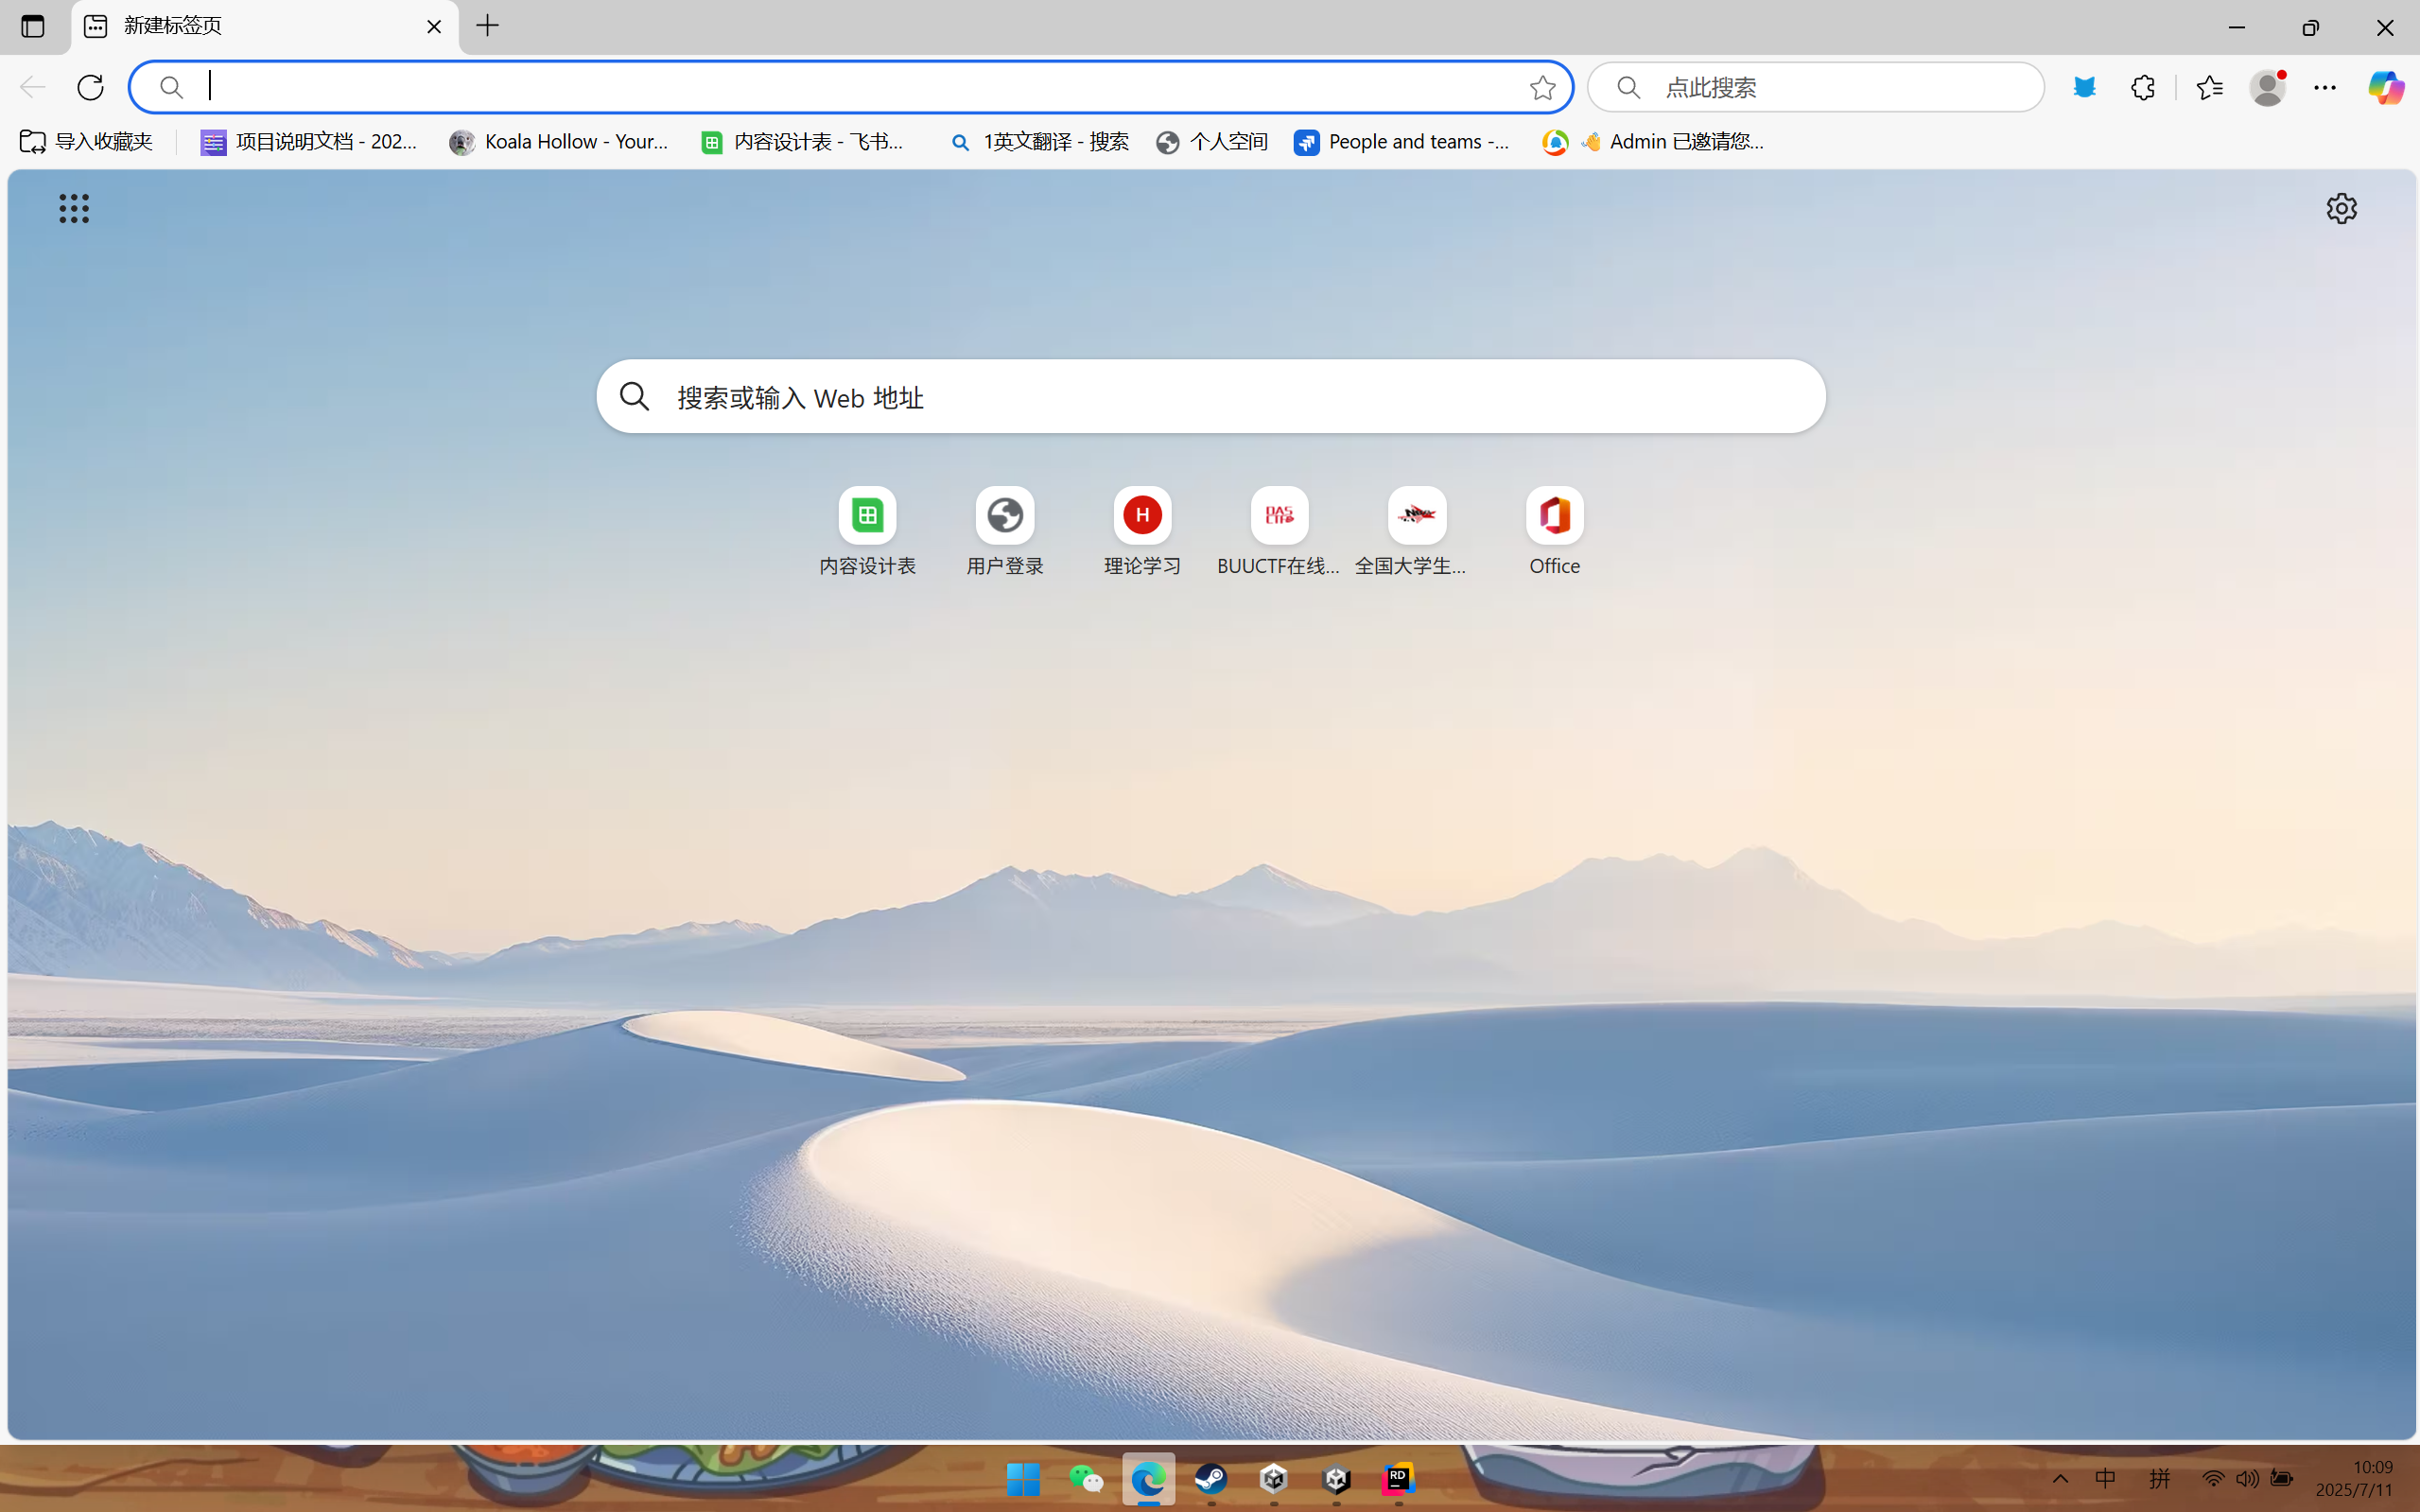 新建标签页
点此搜索
导入收藏夹
项目说明文档 - 202...
Koala Hollow - Your...
内容设计表 - 飞书...
1英文翻译 - 搜索
个人空间
People and teams -...
👋 Admin 已邀请您...
搜索或输入 Web 地址
H
DAS
CTF
内容设计表
用户登录
理论学习
BUUCTF在线...
全国大学生...
Office
RD
中
拼
10:09
2025/7/11